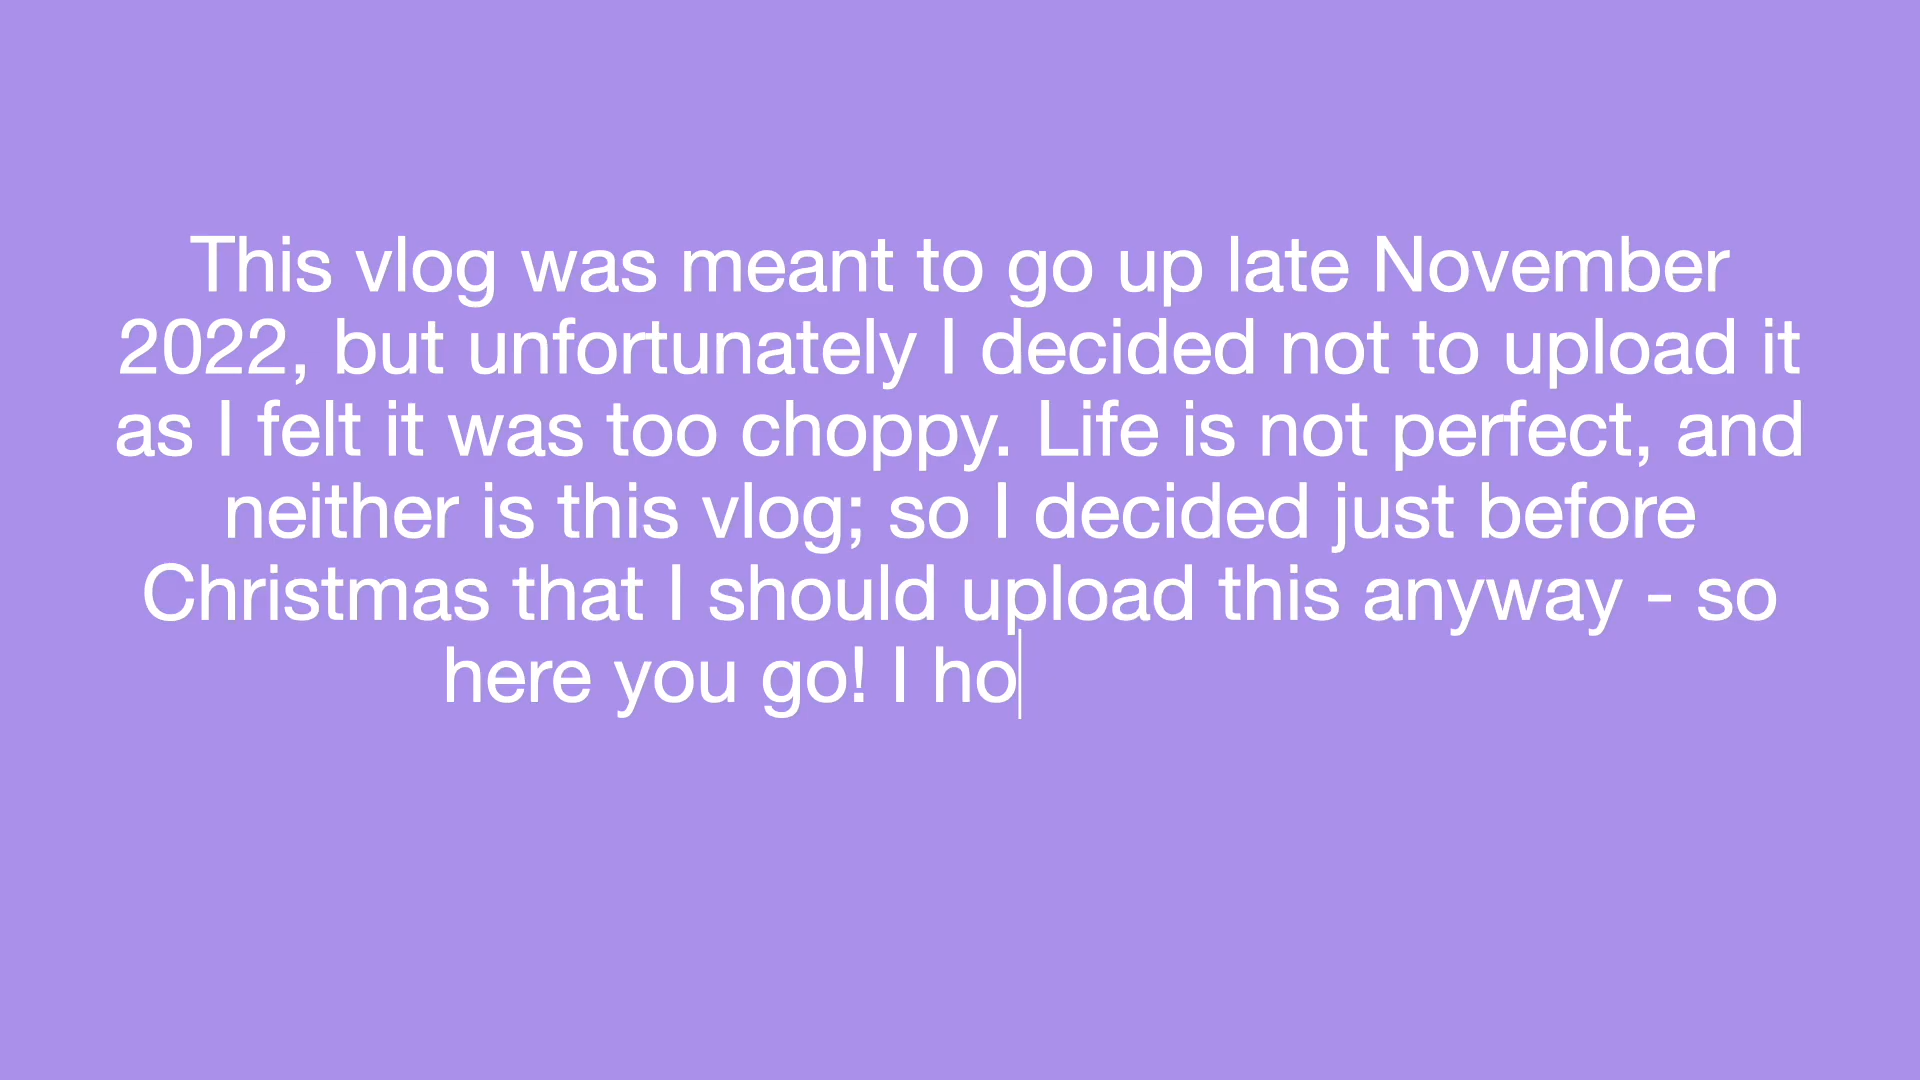 This vlog was meant to go up late November
2022, but unfortunately I decided not to upload it
as I felt it was too choppy. Life is not perfect, and
neither is this vlog; so I decided just before
Christmas that I should upload this anyway - so
here you go! I ho